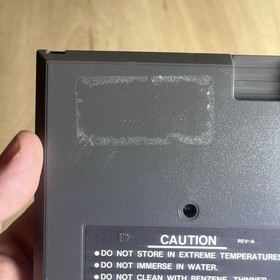 CAUTION REV-A
• DO NOT STORE IN EXTREME TEMPERATURES
• DO NOT IMMERSE IN WATER.
• DO NOT CLEAN WITH BENZENE, THINNER